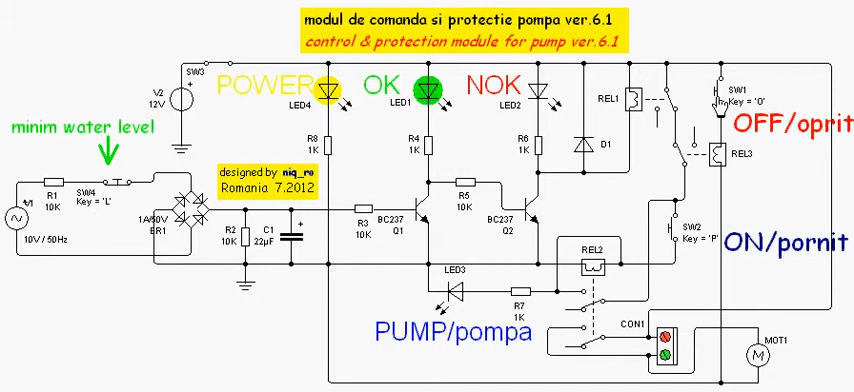 modul de comanda si protectie pompa ver.6.1
control & protection module for pump ver.6.1
SW3
POWER
OK
NOK
V2
12V
LED4
LED1
LED2
REL1
SW1
Key = 'O'
OFF/oprit
minim water level
R8
1K
R4
1K
R6
1K
D1
REL3
designed by niq_ro
Romania 7.2012
R1
10K
SW4
Key = 'L'
V1
10V / 50Hz
1A/50V
BR1
R2
10K
C1
22µF
R3
10K
BC237
Q1
R5
10K
BC237
Q2
SW2
Key = 'P'
ON/pornit
REL2
LED3
R7
1K
PUMP/pompa
CON1
MOT1
M